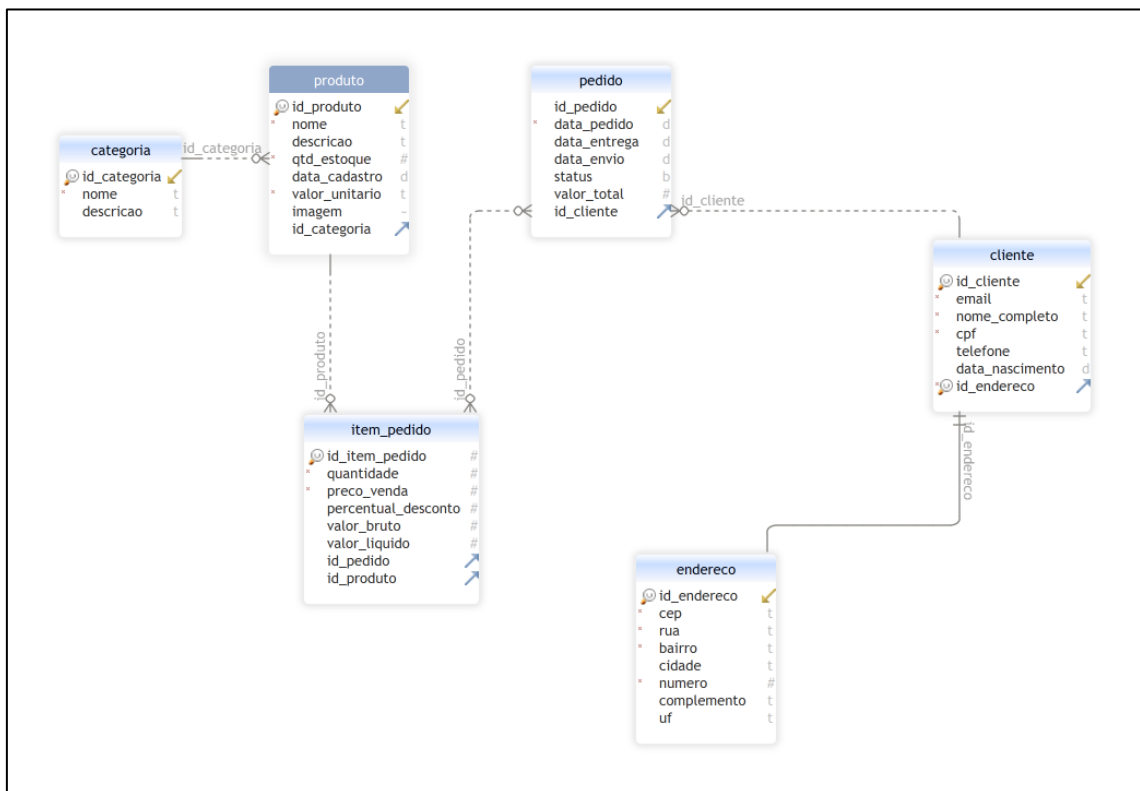 categoria
id_categoria
nome t
descricao t
id_categoria
produto
id_produto
nome t
descricao t
qtd_estoque #
data_cadastro d
valor_unitario t
imagem ~
id_categoria
pedido
id_pedido
data_pedido d
data_entrega d
data_envio d
status b
valor_total #
id_cliente
id_cliente
cliente
id_cliente
email t
nome_completo t
cpf t
telefone t
data_nascimento d
id_endereco
id_produto
id_pedido
item_pedido
id_item_pedido #
quantidade #
preco_venda #
percentual_desconto #
valor_bruto #
valor_liquido #
id_pedido
id_produto
id_endereco
endereco
id_endereco
cep t
rua t
bairro t
cidade t
numero #
complemento t
uf t